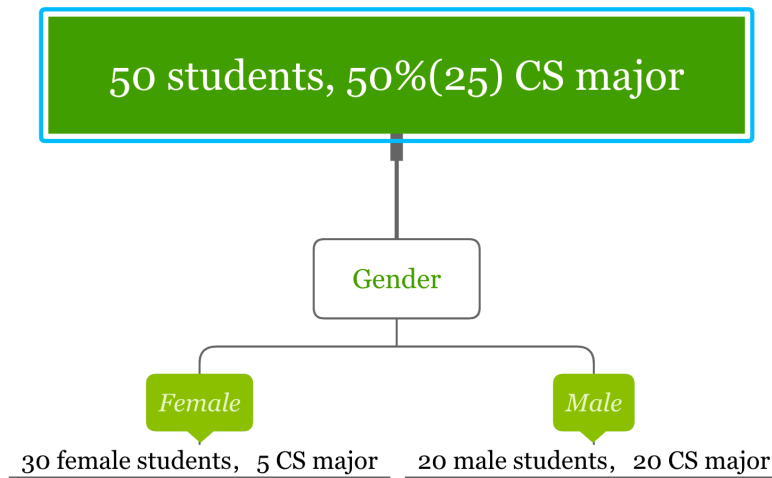 50 students, 50%(25) CS major
Gender
Female
Male
30 female students,  5 CS major
20 male students,  20 CS major